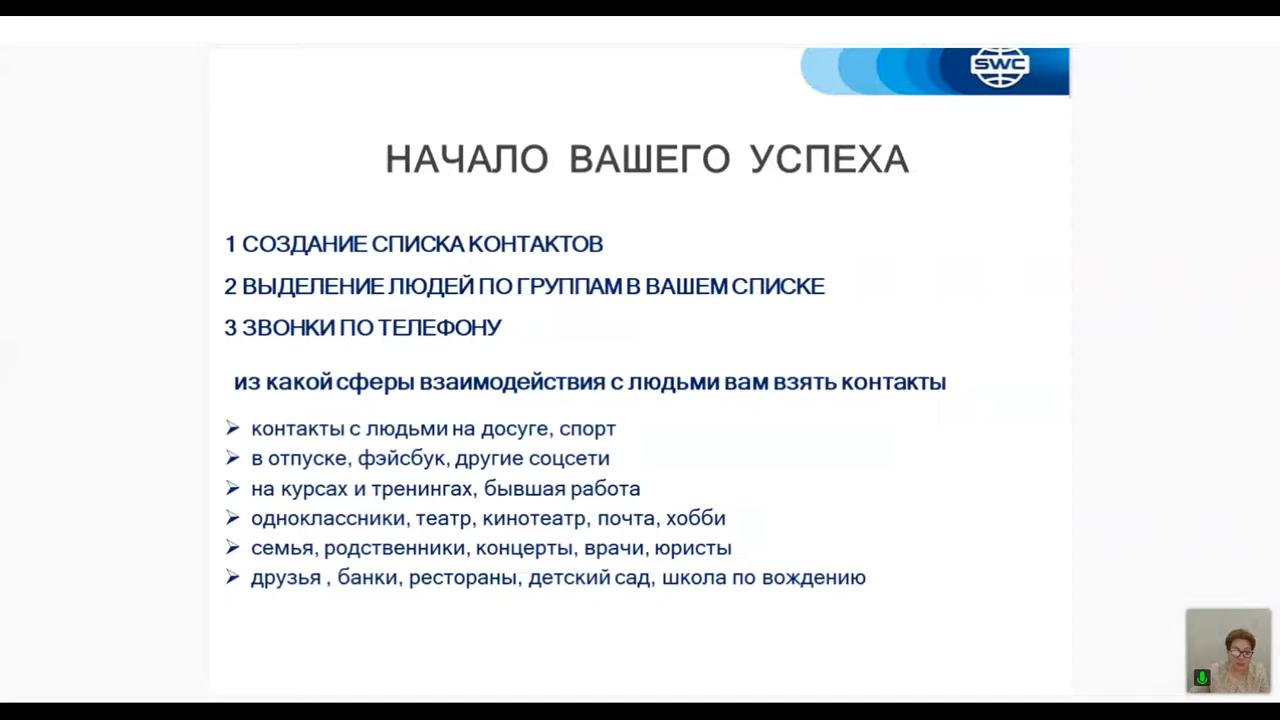 SWC
НАЧАЛО ВАШЕГО УСПЕХА
1 СОЗДАНИЕ СПИСКА КОНТАКТОВ
2 ВЫДЕЛЕНИЕ ЛЮДЕЙ ПО ГРУППАМ В ВАШЕМ СПИСКЕ
3 ЗВОНКИ ПО ТЕЛЕФОНУ
из какой сферы взаимодействия с людьми вам взять контакты
➢ контакты с людьми на досуге, спорт
➢ в отпуске, фэйсбук, другие соцсети
➢ на курсах и тренингах, бывшая работа
➢ одноклассники, театр, кинотеатр, почта, хобби
➢ семья, родственники, концерты, врачи, юристы
➢ друзья , банки, рестораны, детский сад, школа по вождению